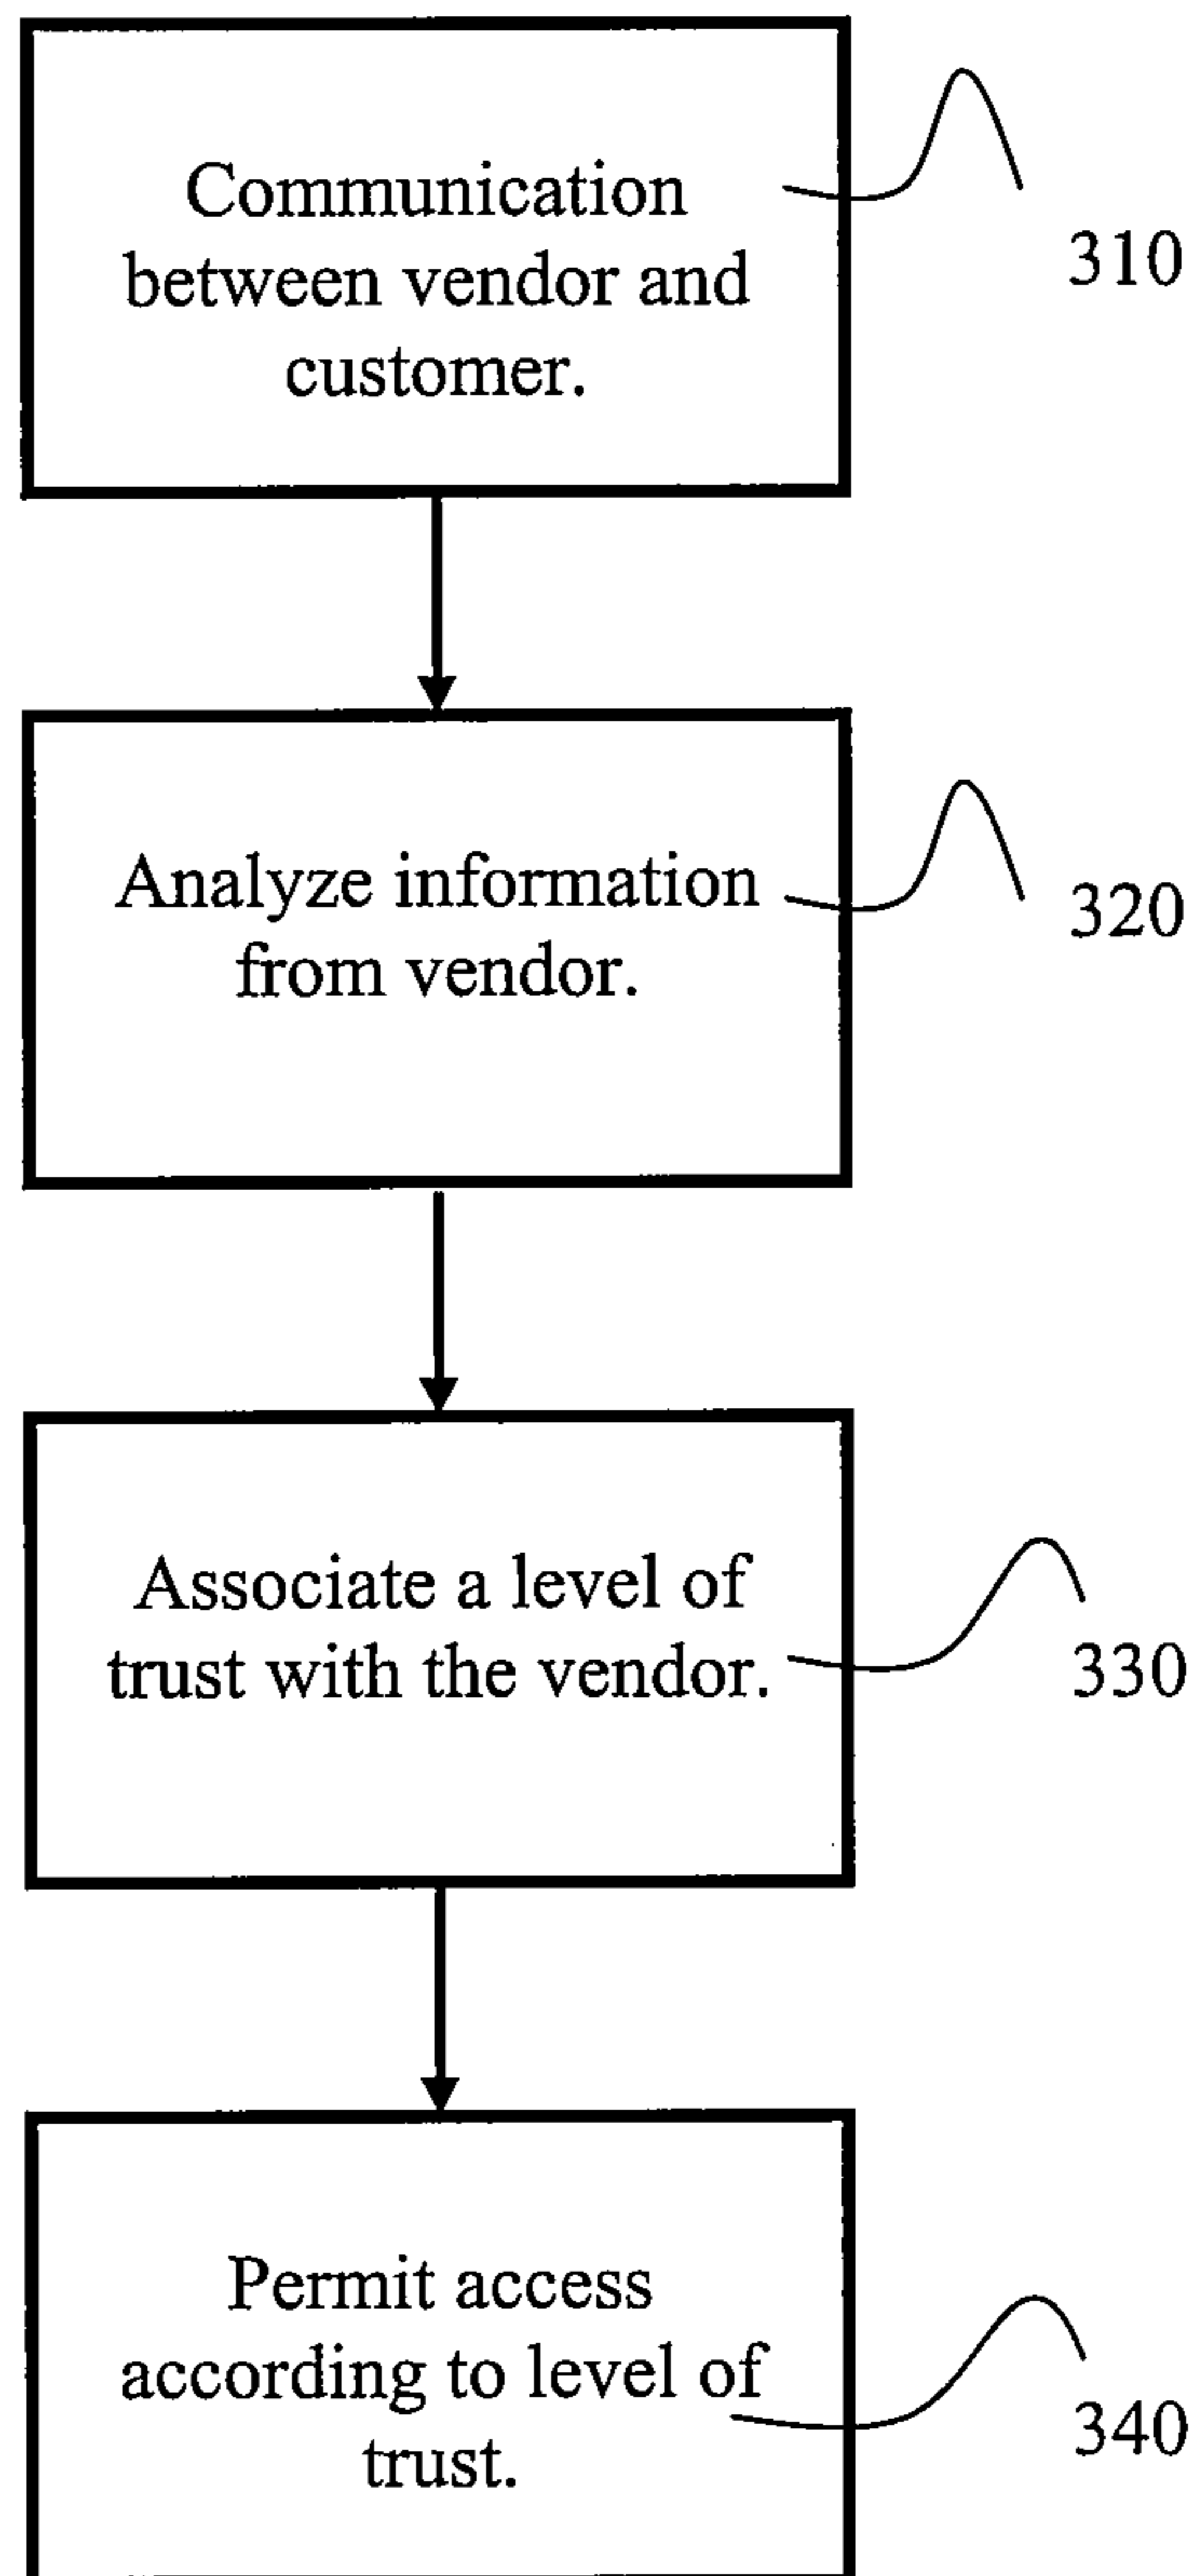 Communication
between vendor and
customer.
310
Analyze information
from vendor.
320
Associate a level of
trust with the vendor.
330
Permit access
according to level of
trust.
340